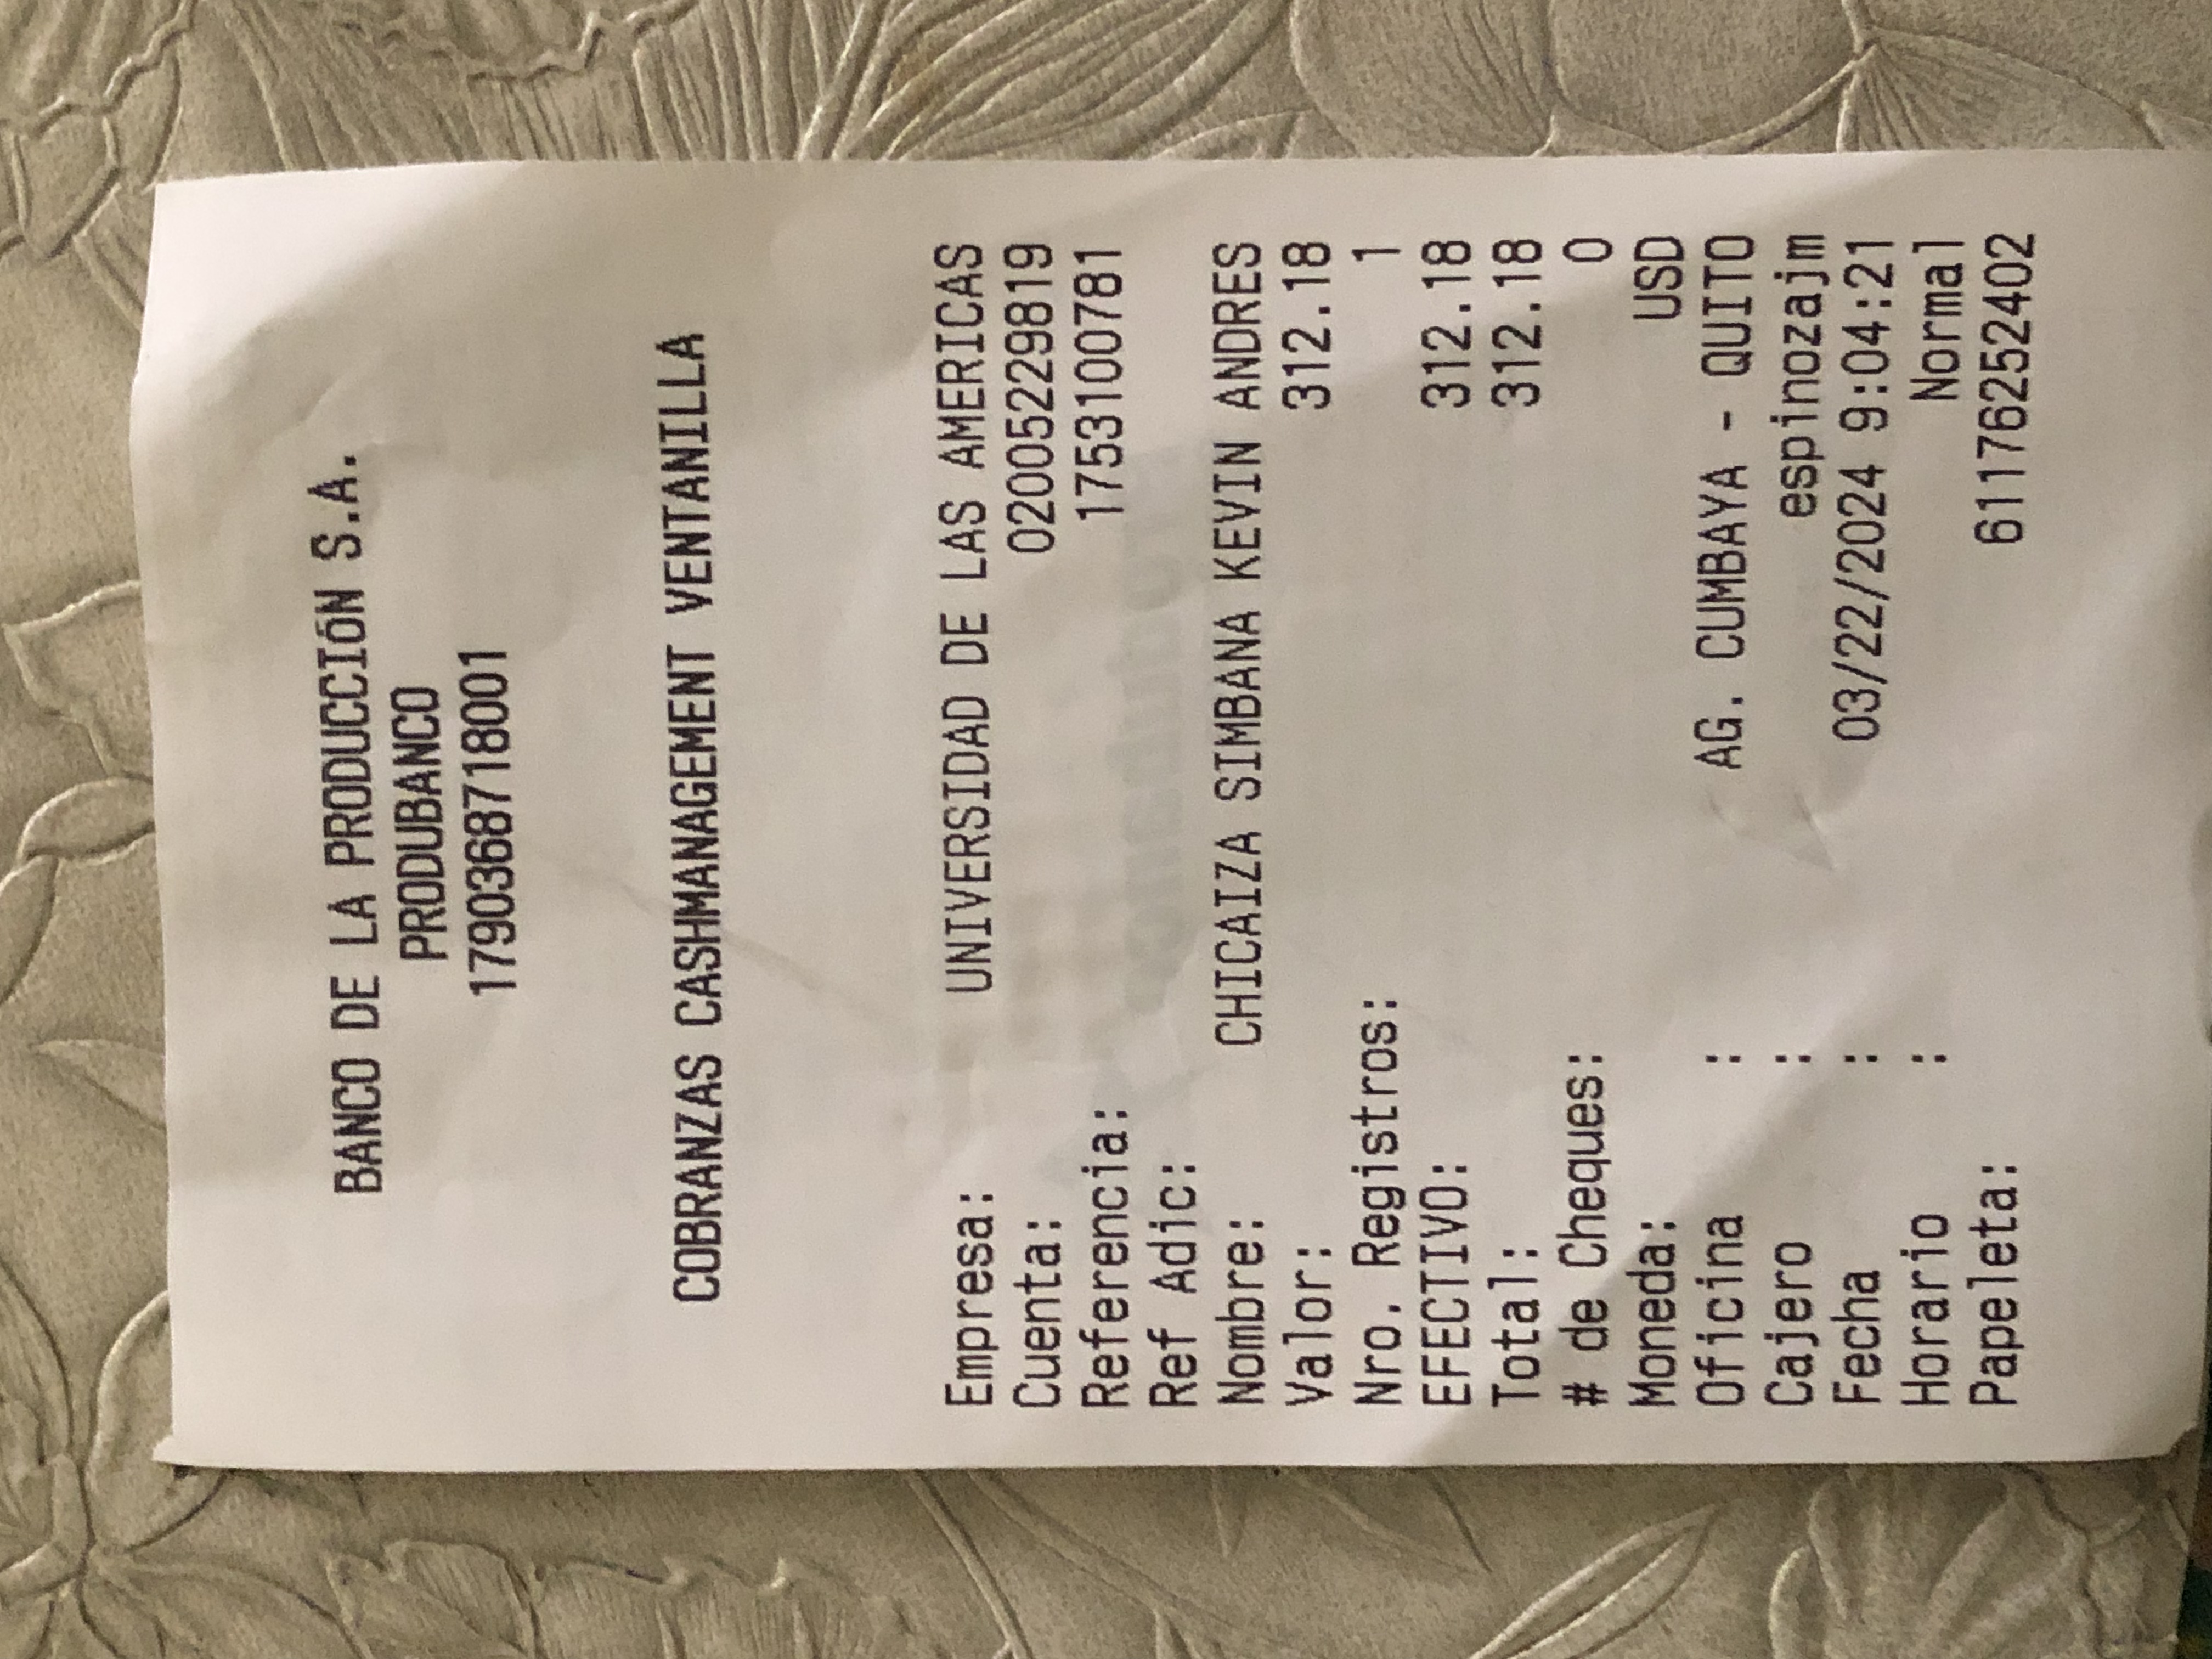 BANCO DE LA PRODUCCIÓN S.A.
PRODUBANCO
1790368718001
COBRANZAS CASHMANAGEMENT VENTANILLA
Empresa: UNIVERSIDAD DE LAS AMERICAS
Cuenta: 02005229819
Referencia: 1753100781
Ref Adic:
Nombre: CHICAIZA SIMBANA KEVIN ANDRES
Valor: 312.18
Nro. Registros: 1
EFECTIVO: 312.18
Total: 312.18
# de Cheques: 0
Moneda: USD
Oficina : AG. CUMBAYA - QUITO
Cajero : espinozajm
Fecha : 03/22/2024 9:04:21
Horario : Normal
Papeleta: 61176252402